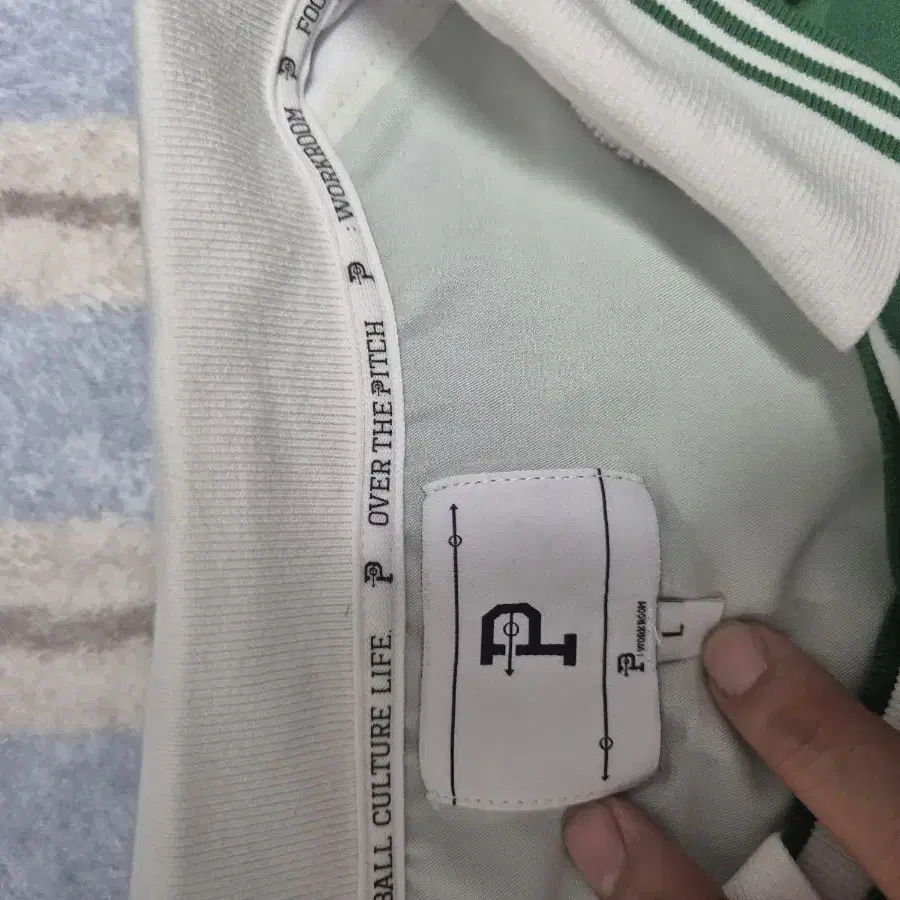 BALL CULTURE LIFE. P OVER THE PITCH P : WORKROOM P FOO
P
P : WORKROOM
L